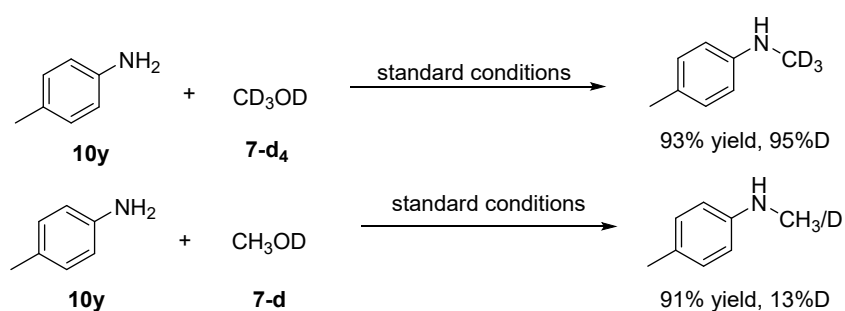 NH2
+
CD3OD
standard conditions
H
N
CD3
10y
7-d4
93% yield, 95%D
NH2
+
CH3OD
standard conditions
H
N
CH3/D
10y
7-d
91% yield, 13%D